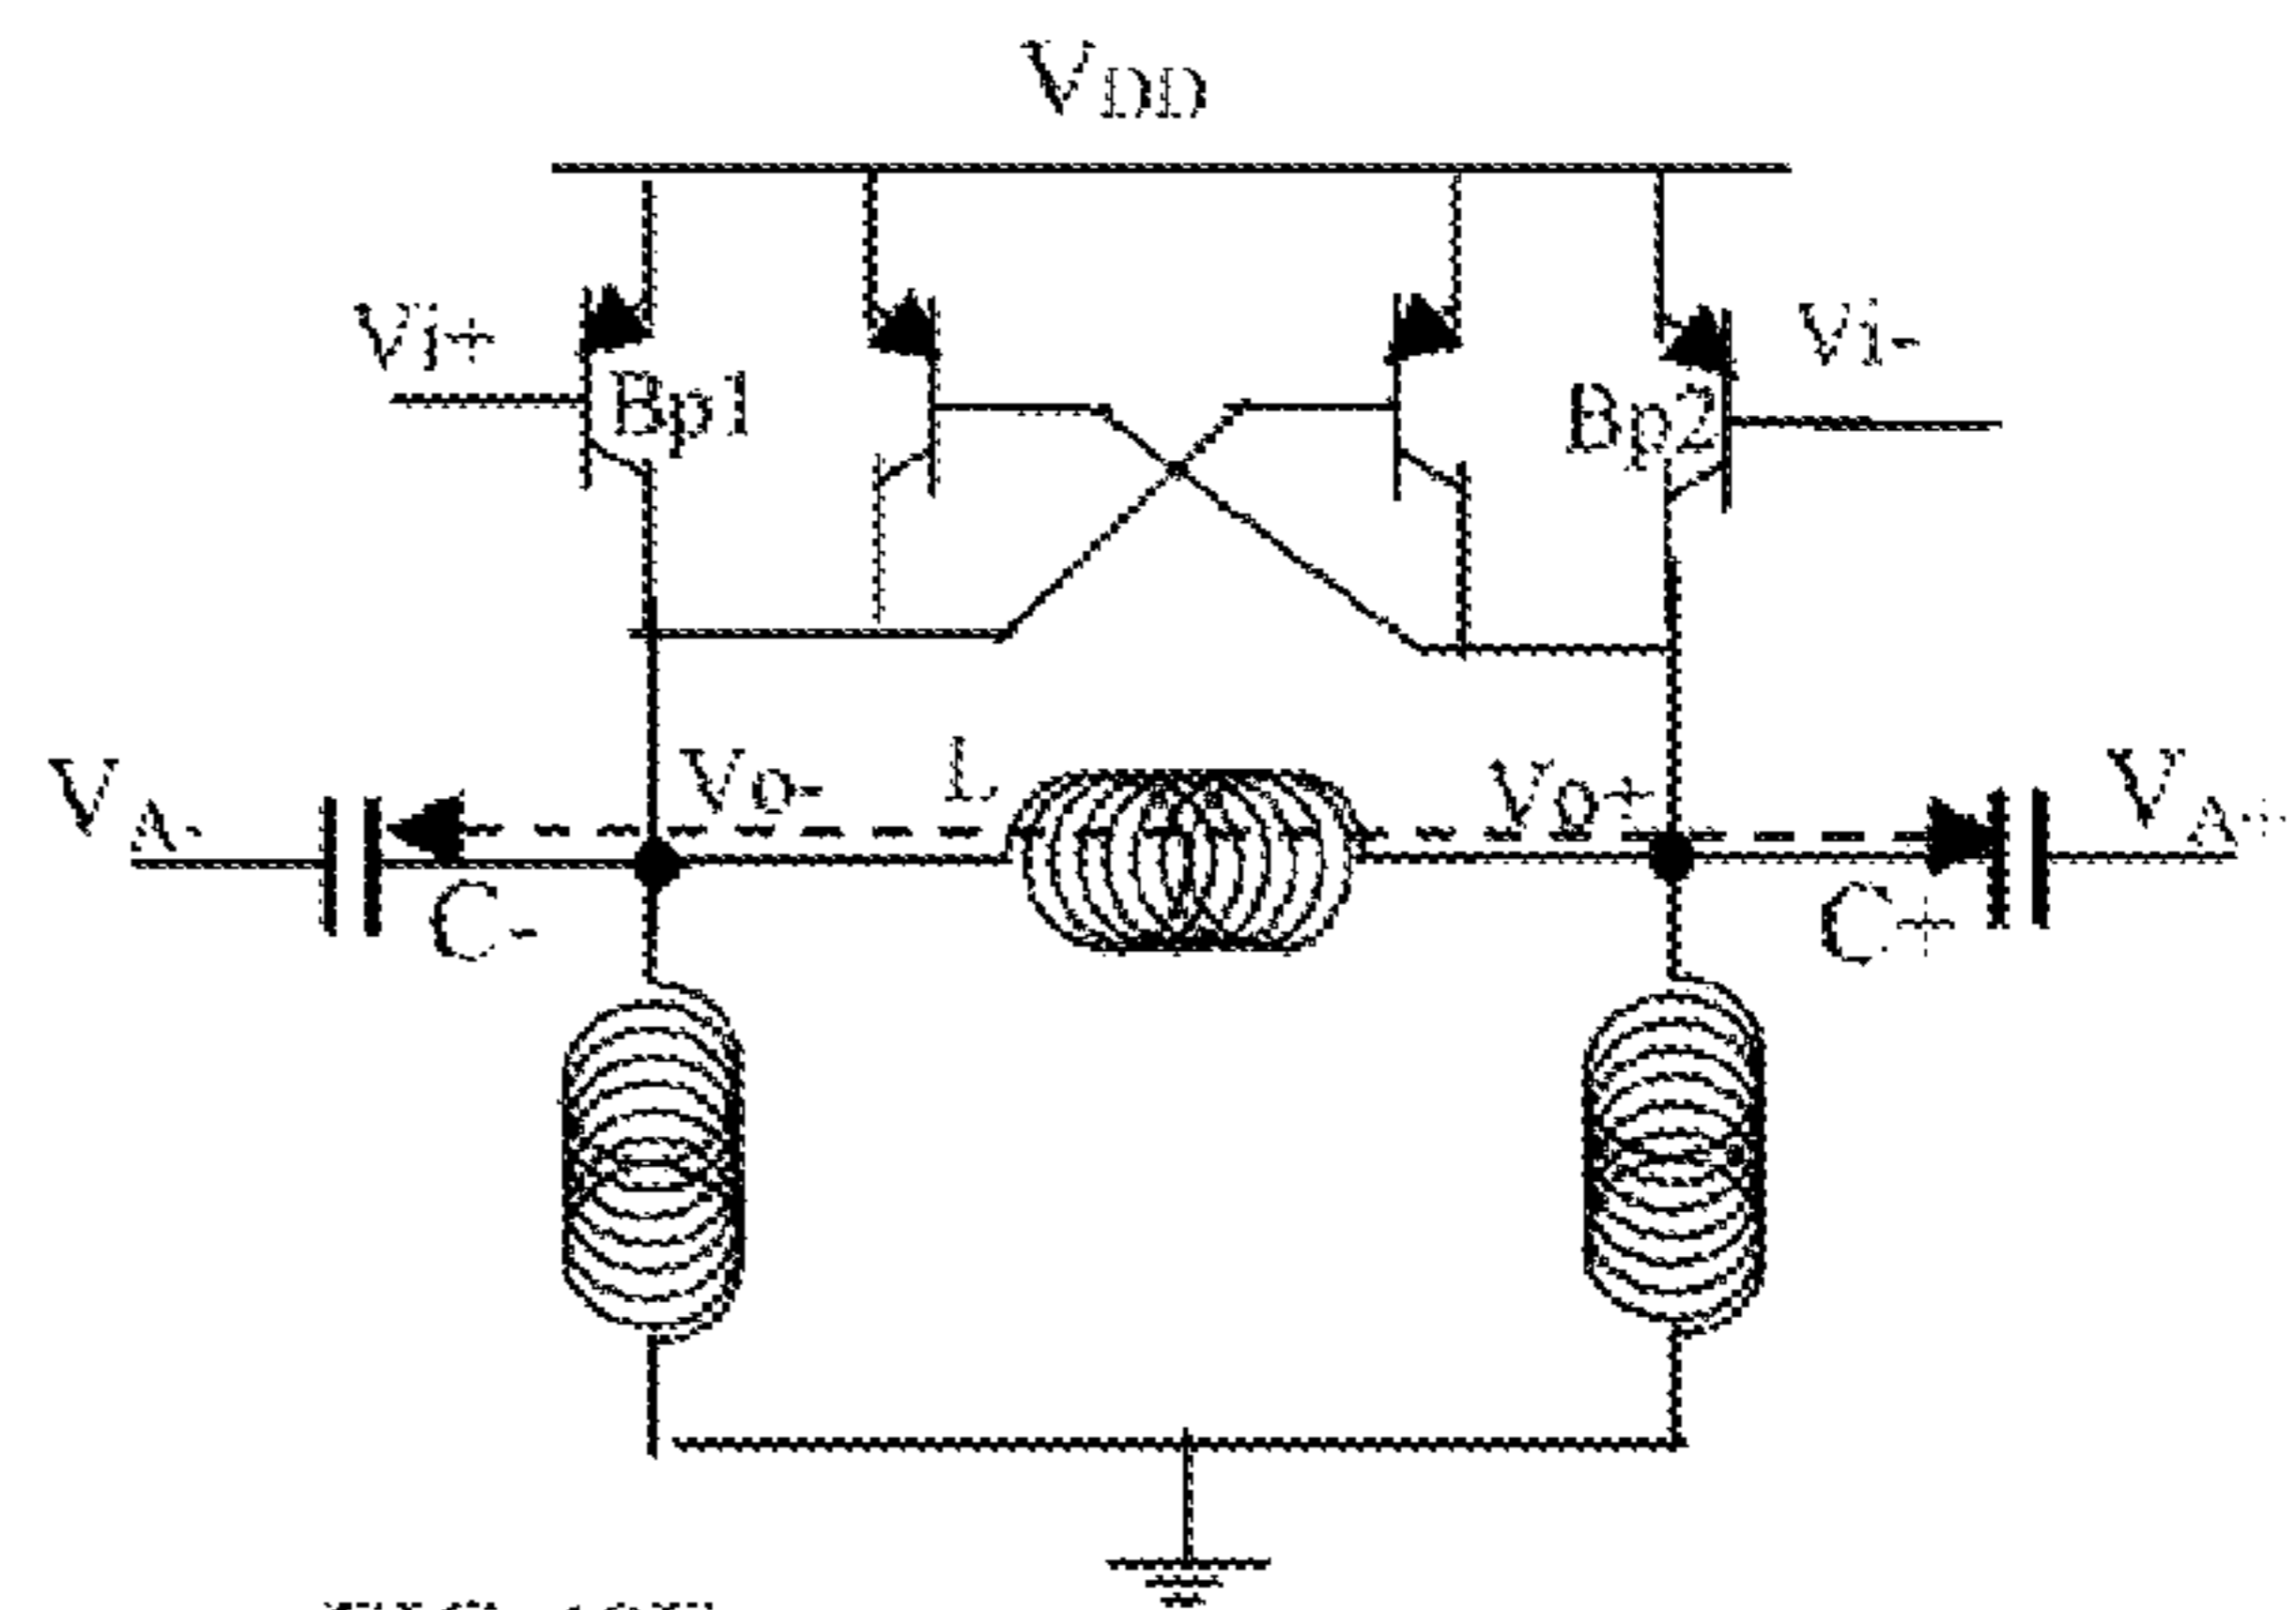 VDD
Vi+
Vi-
Bp1
Bp2
VA-
Vo-
L
Vo+
VA+
C-
C+